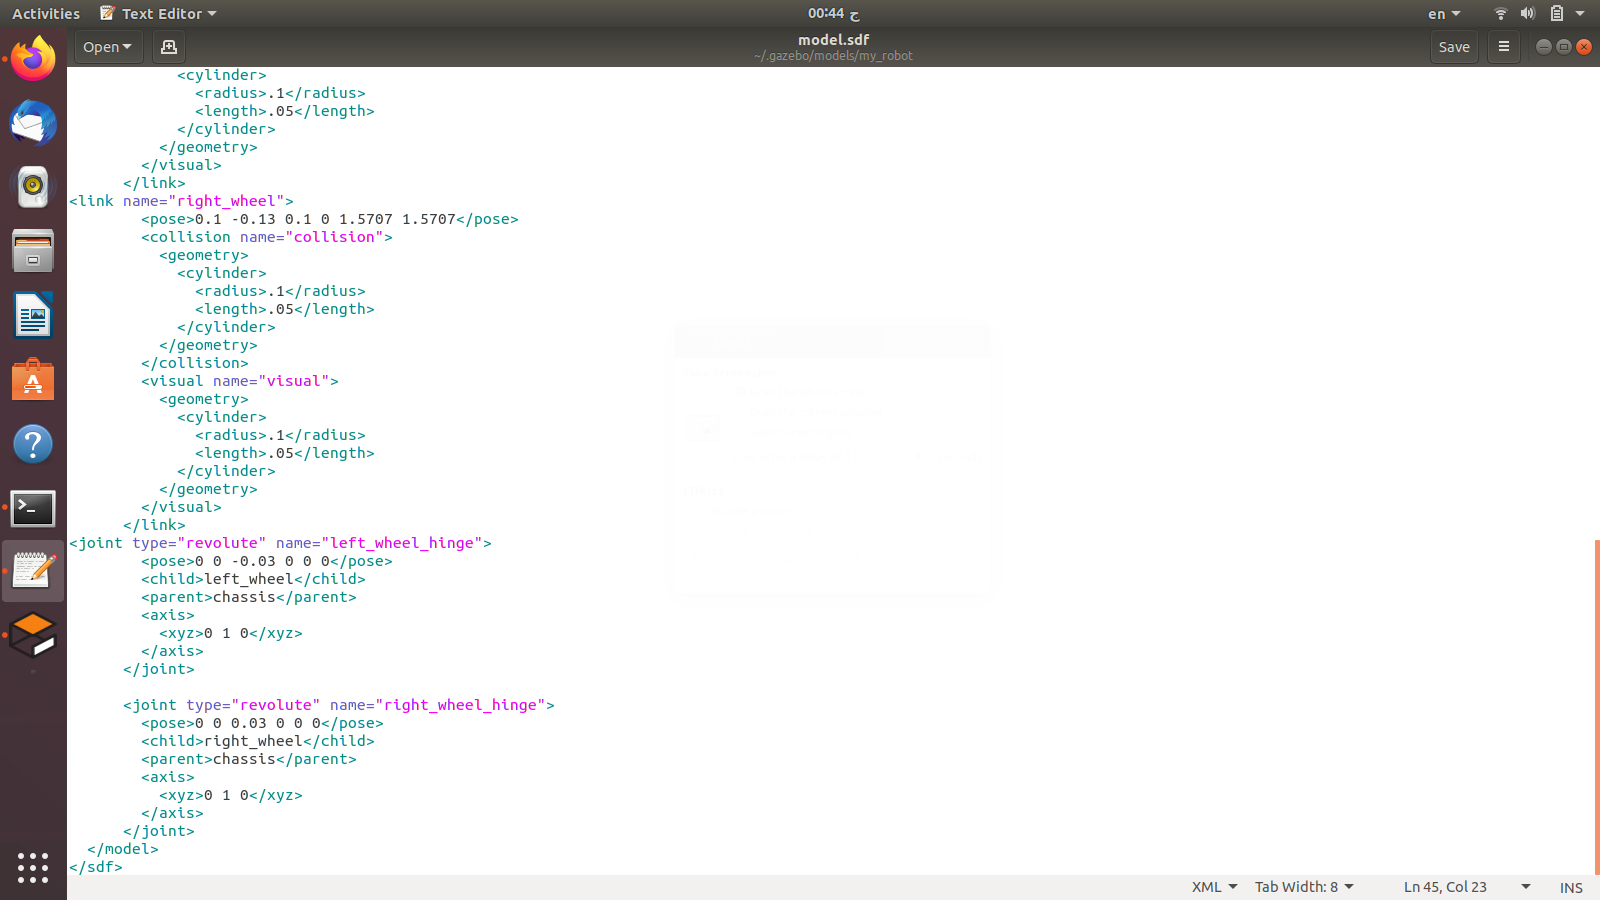 Activities
Text Editor
00:44 ح
en
Open
model.sdf
~/.gazebo/models/my_robot
Save
<cylinder>
<radius>.1</radius>
<length>.05</length>
</cylinder>
</geometry>
</visual>
</link>
<link name="right_wheel">
<pose>0.1 -0.13 0.1 0 1.5707 1.5707</pose>
<collision name="collision">
<geometry>
<cylinder>
<radius>.1</radius>
<length>.05</length>
</cylinder>
</geometry>
</collision>
<visual name="visual">
<geometry>
<cylinder>
<radius>.1</radius>
<length>.05</length>
</cylinder>
</geometry>
</visual>
</link>
<joint type="revolute" name="left_wheel_hinge">
<pose>0 0 -0.03 0 0 0</pose>
<child>left_wheel</child>
<parent>chassis</parent>
<axis>
<xyz>0 1 0</xyz>
</axis>
</joint>
<joint type="revolute" name="right_wheel_hinge">
<pose>0 0 0.03 0 0 0</pose>
<child>right_wheel</child>
<parent>chassis</parent>
<axis>
<xyz>0 1 0</xyz>
</axis>
</joint>
</model>
</sdf>
XML
Tab Width: 8
Ln 45, Col 23
INS